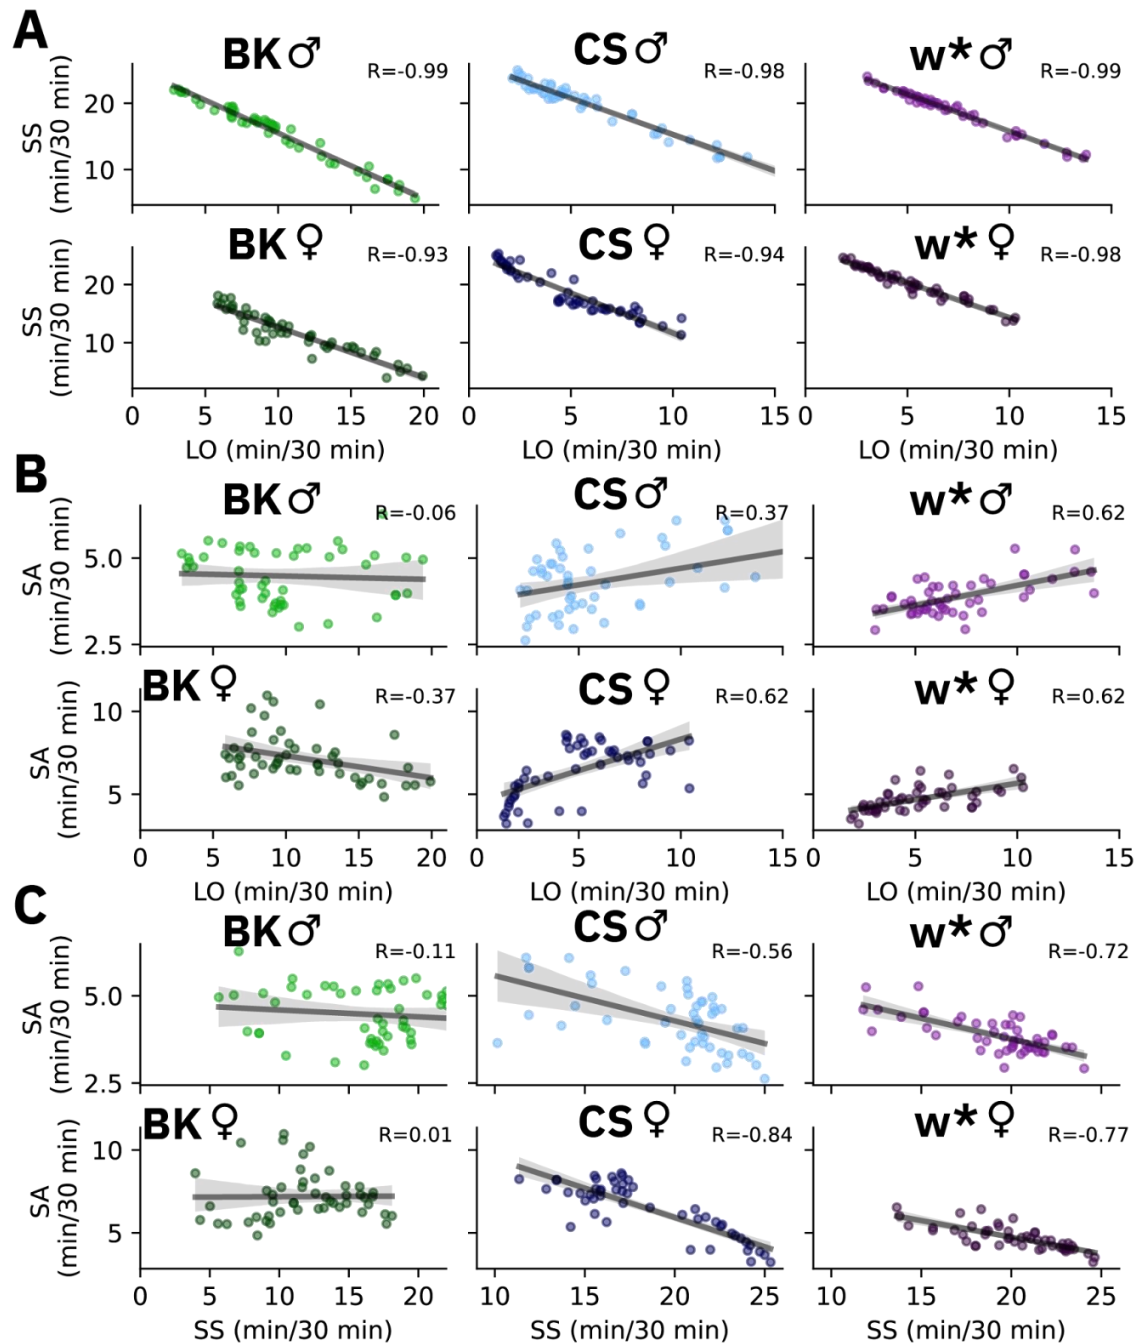 A
BK♂ CS♂ w*♂
R=-0.99 R=-0.98 R=-0.99
SS
(min/30 min)
20
10
BK♀ CS♀ w*♀
R=-0.93 R=-0.94 R=-0.98
SS
(min/30 min)
20
10
0 5 10 15 20 0 5 10 15 0 5 10 15
LO (min/30 min) LO (min/30 min) LO (min/30 min)
B
BK♂ CS♂ w*♂
R=-0.06 R=0.37 R=0.62
SA
(min/30 min)
5.0
2.5
BK♀ CS♀ w*♀
R=-0.37 R=0.62 R=0.62
SA
(min/30 min)
10
5
0 5 10 15 20 0 5 10 15 0 5 10 15
LO (min/30 min) LO (min/30 min) LO (min/30 min)
C
BK♂ CS♂ w*♂
R=-0.11 R=-0.56 R=-0.72
SA
(min/30 min)
5.0
2.5
BK♀ CS♀ w*♀
R=0.01 R=-0.84 R=-0.77
SA
(min/30 min)
10
5
0 5 10 15 20 10 15 20 25 10 15 20 25
SS (min/30 min) SS (min/30 min) SS (min/30 min)